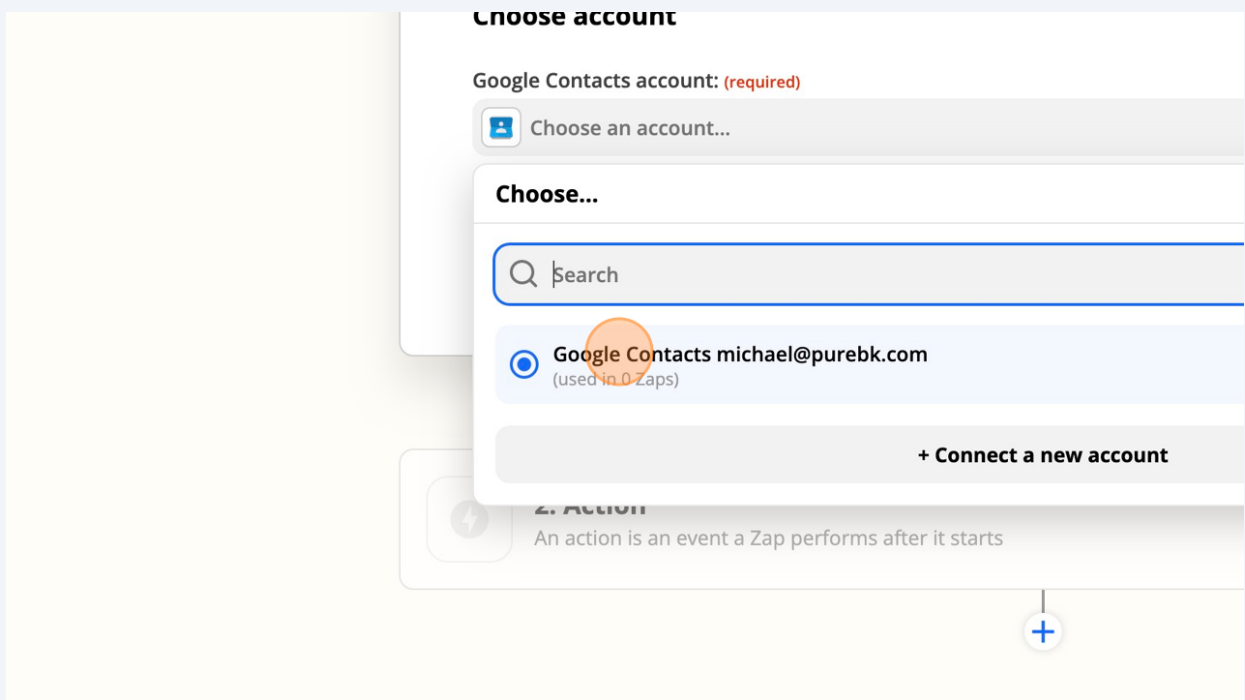 Choose account
Google Contacts account: (required)
Choose an account...
Choose...
Search
Google Contacts michael@purebk.com
(used in 0 Zaps)
+ Connect a new account
2. Action
An action is an event a Zap performs after it starts